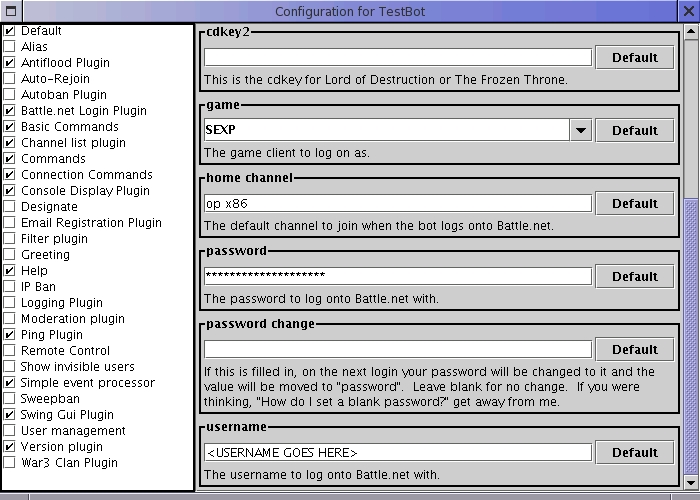 Configuration for TestBot
Default
Alias
Antiflood Plugin
Auto-Rejoin
Autoban Plugin
Battle.net Login Plugin
Basic Commands
Channel list plugin
Commands
Connection Commands
Console Display Plugin
Designate
Email Registration Plugin
Filter plugin
Greeting
Help
IP Ban
Logging Plugin
Moderation plugin
Ping Plugin
Remote Control
Show invisible users
Simple event processor
Sweepban
Swing Gui Plugin
User management
Version plugin
War3 Clan Plugin
cdkey2
Default
This is the cdkey for Lord of Destruction or The Frozen Throne.
game
SEXP
Default
The game client to log on as.
home channel
op x86
Default
The default channel to join when the bot logs onto Battle.net.
password
********************
Default
The password to log onto Battle.net with.
password change
Default
If this is filled in, on the next login your password will be changed to it and the
value will be moved to "password".  Leave blank for no change.  If you were
thinking, "How do I set a blank password?" get away from me.
username
<USERNAME GOES HERE>
Default
The username to log onto Battle.net with.